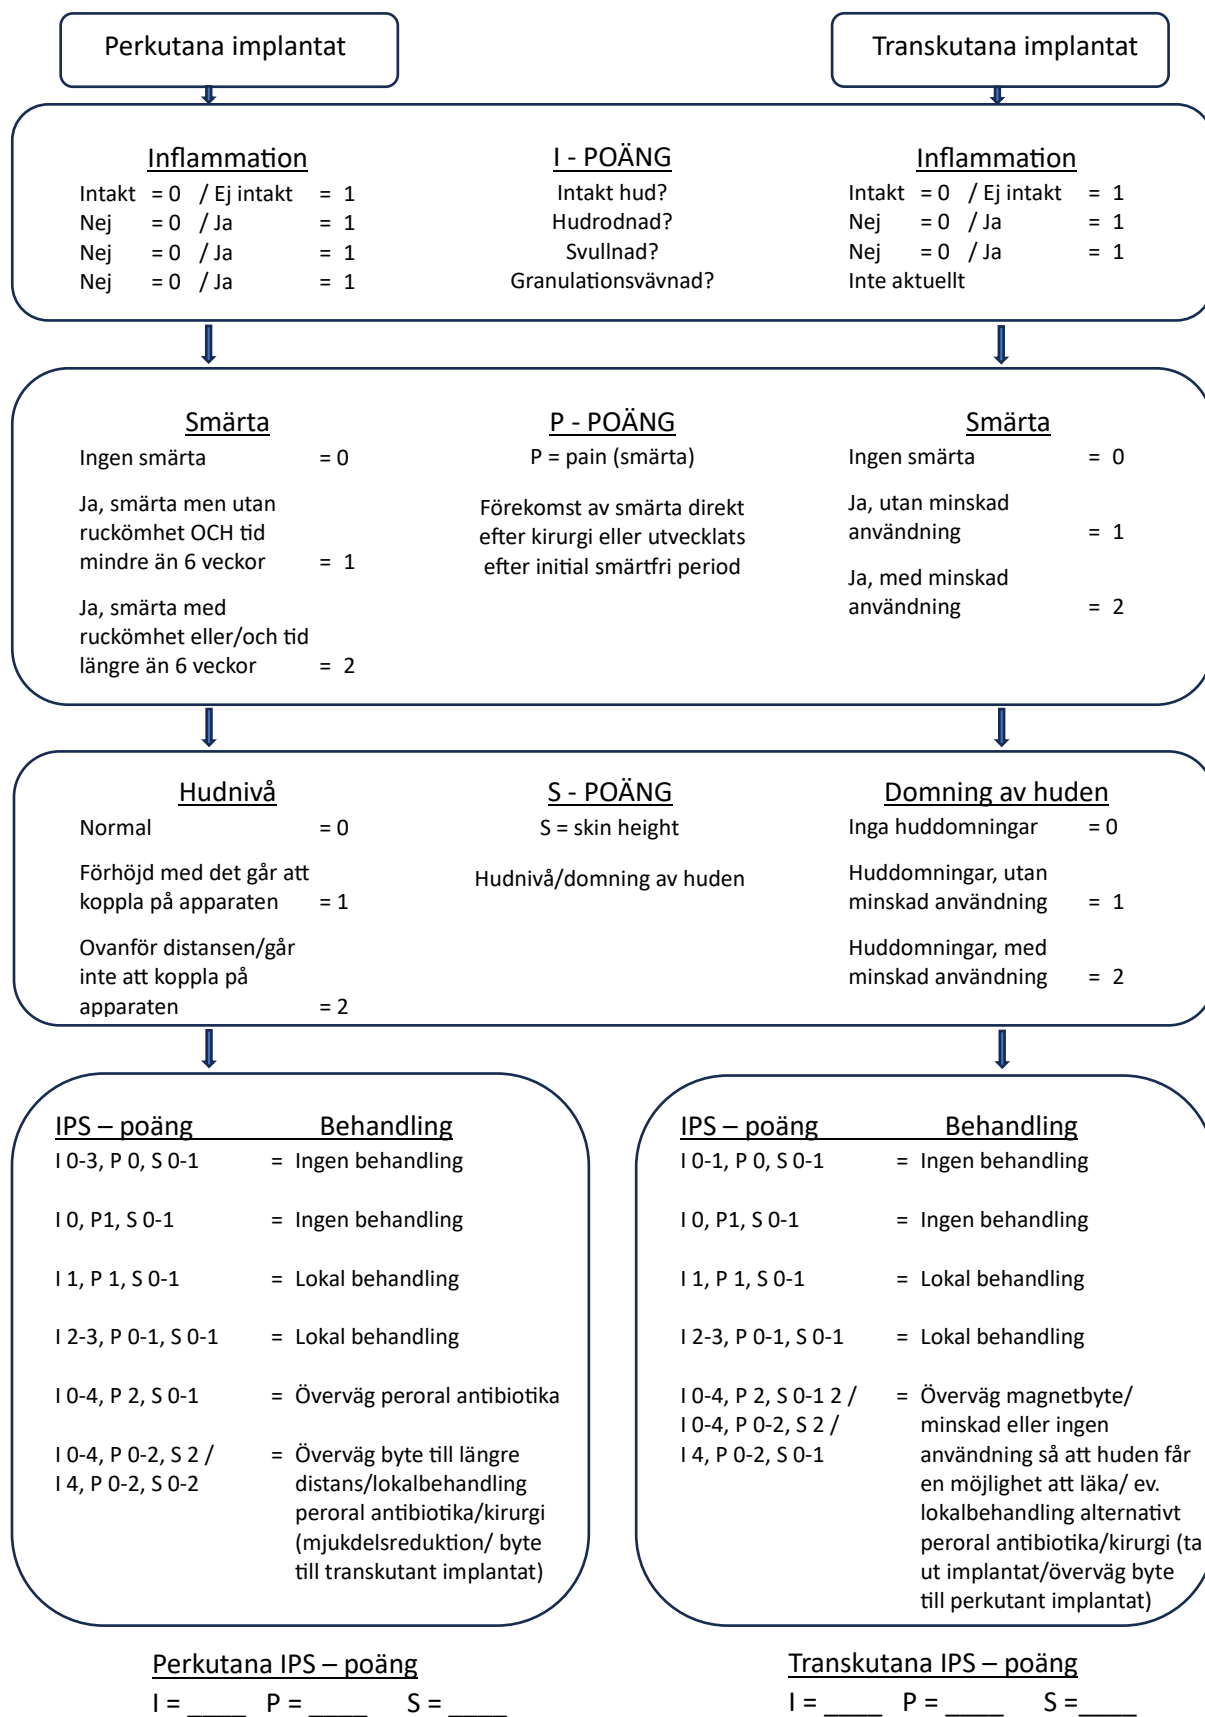 Perkutana implantat
Transkutana implantat
Inflammation
Intakt = 0 / Ej intakt = 1
Nej = 0 / Ja = 1
Nej = 0 / Ja = 1
Nej = 0 / Ja = 1
I - POÄNG
Intakt hud?
Hudrodnad?
Svullnad?
Granulationsvävnad?
Inflammation
Intakt = 0 / Ej intakt = 1
Nej = 0 / Ja = 1
Nej = 0 / Ja = 1
Inte aktuellt
Smärta
Ingen smärta = 0
Ja, smärta men utan
ruckömhet OCH tid
mindre än 6 veckor = 1
Ja, smärta med
ruckömhet eller/och tid
längre än 6 veckor = 2
P - POÄNG
P = pain (smärta)
Förekomst av smärta direkt
efter kirurgi eller utvecklats
efter initial smärtfri period
Smärta
Ingen smärta = 0
Ja, utan minskad
användning = 1
Ja, med minskad
användning = 2
Hudnivå
Normal = 0
Förhöjd med det går att
koppla på apparaten = 1
Ovanför distansen/går
inte att koppla på
apparaten = 2
S - POÄNG
S = skin height
Hudnivå/domning av huden
Domning av huden
Inga huddomningar = 0
Huddomningar, utan
minskad användning = 1
Huddomningar, med
minskad användning = 2
IPS – poäng Behandling
I 0-3, P 0, S 0-1 = Ingen behandling
I 0, P1, S 0-1 = Ingen behandling
I 1, P 1, S 0-1 = Lokal behandling
I 2-3, P 0-1, S 0-1 = Lokal behandling
I 0-4, P 2, S 0-1 = Överväg peroral antibiotika
I 0-4, P 0-2, S 2 / = Överväg byte till längre
I 4, P 0-2, S 0-2 distans/lokalbehandling
peroral antibiotika/kirurgi
(mjukdelsreduktion/ byte
till transkutant implantat)
IPS – poäng Behandling
I 0-1, P 0, S 0-1 = Ingen behandling
I 0, P1, S 0-1 = Ingen behandling
I 1, P 1, S 0-1 = Lokal behandling
I 2-3, P 0-1, S 0-1 = Lokal behandling
I 0-4, P 2, S 0-1 2 / = Överväg magnetbyte/
I 0-4, P 0-2, S 2 / minskad eller ingen
I 4, P 0-2, S 0-1 användning så att huden får
en möjlighet att läka/ ev.
lokalbehandling alternativt
peroral antibiotika/kirurgi (ta
ut implantat/överväg byte
till perkutant implantat)
Perkutana IPS – poäng
I = ____ P = ____ S = ____
Transkutana IPS – poäng
I = ____ P = ____ S =____